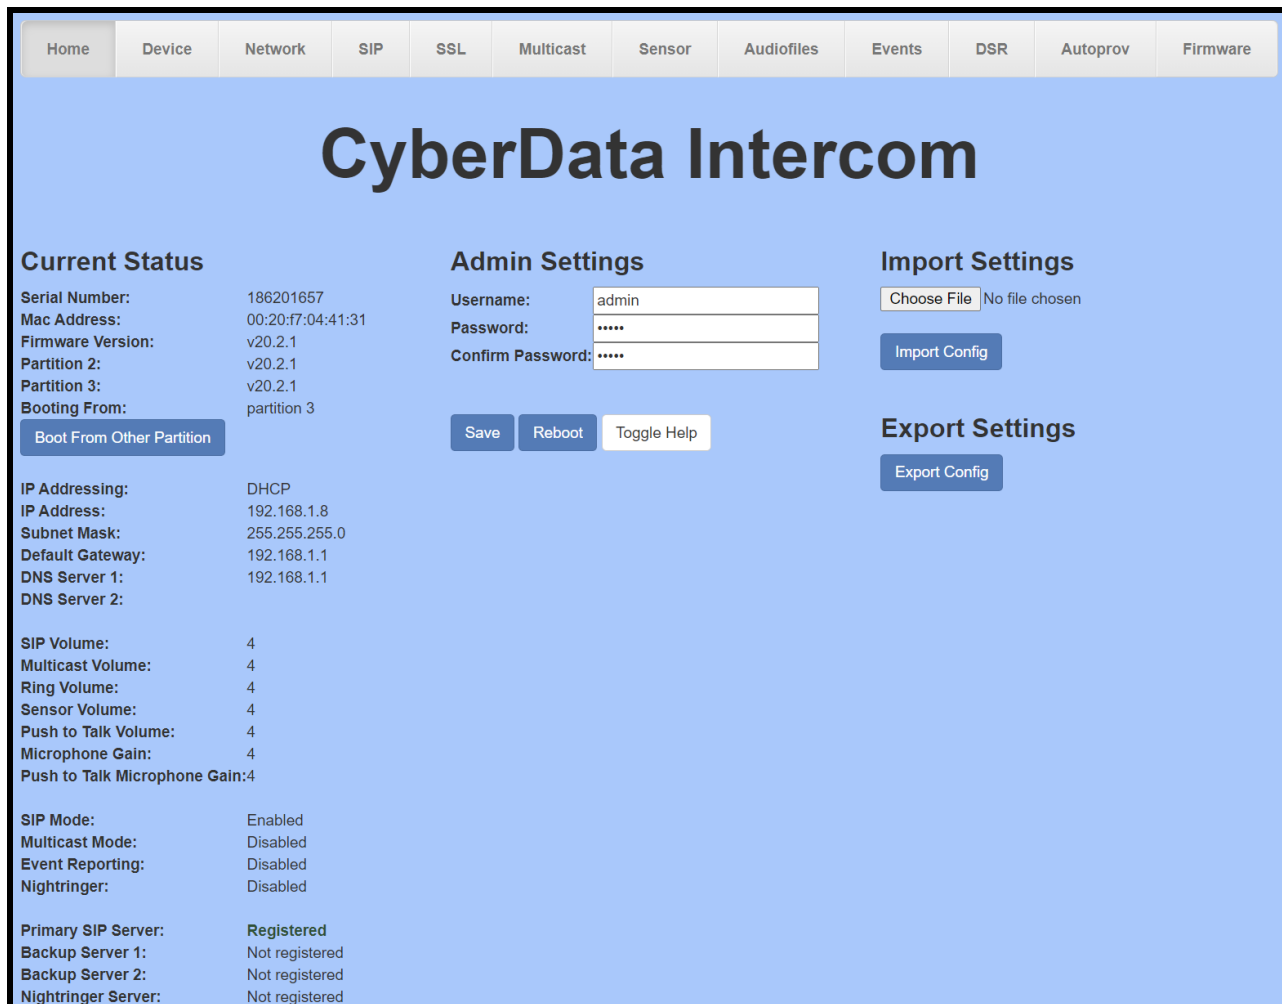 Home Device Network SIP SSL Multicast Sensor Audiofiles Events DSR Autoprov Firmware
CyberData Intercom
Current Status
Serial Number: 186201657
Mac Address: 00:20:f7:04:41:31
Firmware Version: v20.2.1
Partition 2: v20.2.1
Partition 3: v20.2.1
Booting From: partition 3
Boot From Other Partition
IP Addressing: DHCP
IP Address: 192.168.1.8
Subnet Mask: 255.255.255.0
Default Gateway: 192.168.1.1
DNS Server 1: 192.168.1.1
DNS Server 2:
SIP Volume: 4
Multicast Volume: 4
Ring Volume: 4
Sensor Volume: 4
Push to Talk Volume: 4
Microphone Gain: 4
Push to Talk Microphone Gain: 4
SIP Mode: Enabled
Multicast Mode: Disabled
Event Reporting: Disabled
Nightringer: Disabled
Primary SIP Server: Registered
Backup Server 1: Not registered
Backup Server 2: Not registered
Nightringer Server: Not registered
Admin Settings
Username: admin
Password: •••••
Confirm Password: •••••
Save Reboot Toggle Help
Import Settings
Choose File No file chosen
Import Config
Export Settings
Export Config